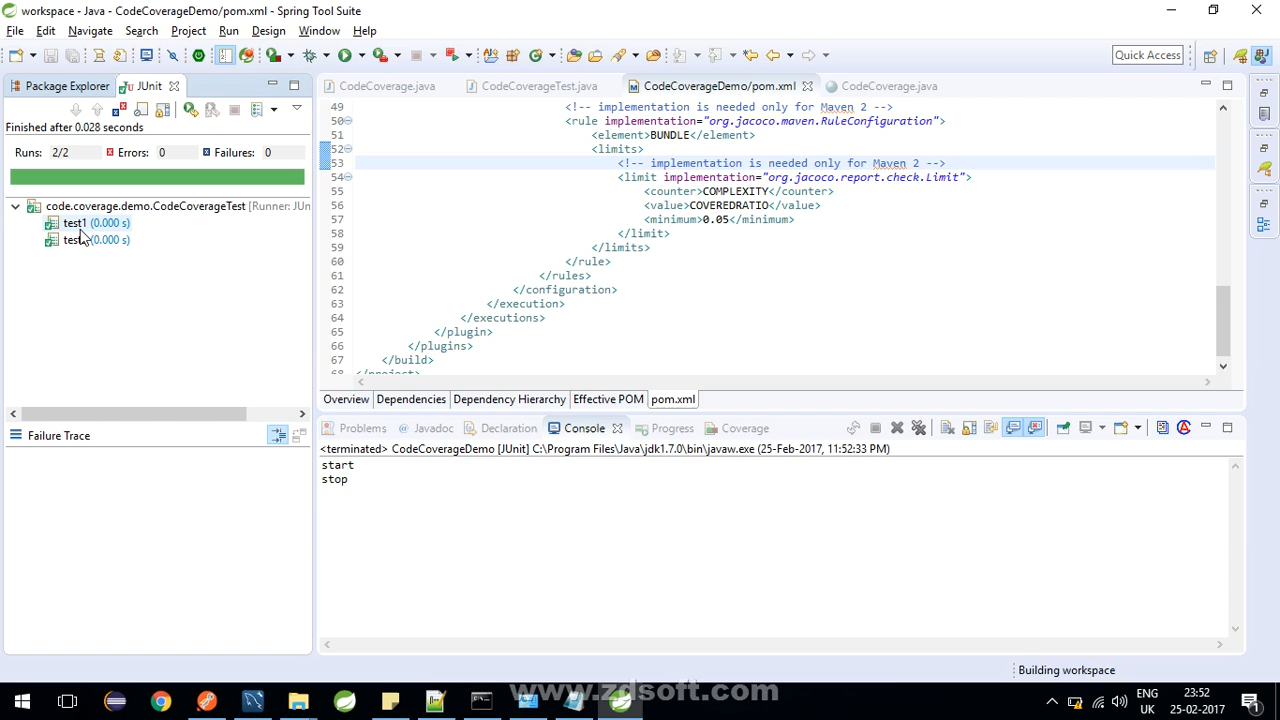 workspace - Java - CodeCoverageDemo/pom.xml - Spring Tool Suite
File Edit Navigate Search Project Run Design Window Help
Quick Access
Package Explorer JUnit
CodeCoverage.java CodeCoverageTest.java CodeCoverageDemo/pom.xml CodeCoverage.java
Finished after 0.028 seconds
Runs: 2/2 Errors: 0 Failures: 0
code.coverage.demo.CodeCoverageTest [Runner: JUn
test1 (0.000 s)
test (0.000 s)
Failure Trace
49 <!-- implementation is needed only for Maven 2 -->
50 <rule implementation="org.jacoco.maven.RuleConfiguration">
51 <element>BUNDLE</element>
52 <limits>
53 <!-- implementation is needed only for Maven 2 -->
54 <limit implementation="org.jacoco.report.check.Limit">
55 <counter>COMPLEXITY</counter>
56 <value>COVEREDRATIO</value>
57 <minimum>0.05</minimum>
58 </limit>
59 </limits>
60 </rule>
61 </rules>
62 </configuration>
63 </execution>
64 </executions>
65 </plugin>
66 </plugins>
67 </build>
68 </project>
Overview Dependencies Dependency Hierarchy Effective POM pom.xml
Problems Javadoc Declaration Console Progress Coverage
<terminated> CodeCoverageDemo [JUnit] C:\Program Files\Java\jdk1.7.0\bin\javaw.exe (25-Feb-2017, 11:52:33 PM)
start
stop
Building workspace
www.zdsoft.com
ENG 23:52
UK 25-02-2017